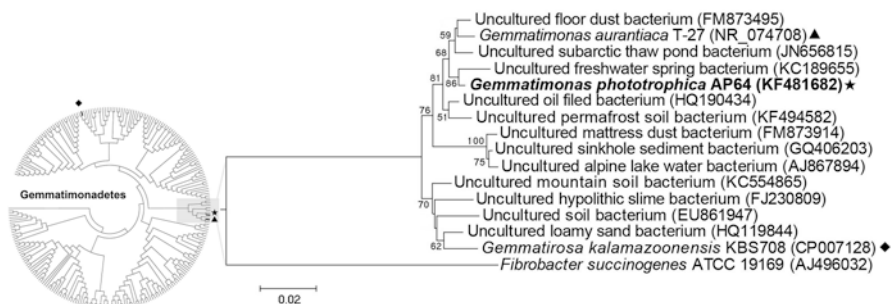 Uncultured floor dust bacterium (FM873495)
59
Gemmatimonas aurantiaca T-27 (NR_074708)▲
68
Uncultured subarctic thaw pond bacterium (JN656815)
Uncultured freshwater spring bacterium (KC189655)
81
86
Gemmatimonas phototrophica AP64 (KF481682)★
Uncultured oil filed bacterium (HQ190434)
76
51
Uncultured permafrost soil bacterium (KF494582)
Uncultured mattress dust bacterium (FM873914)
100
Uncultured sinkhole sediment bacterium (GQ406203)
75
Uncultured alpine lake water bacterium (AJ867894)
Uncultured mountain soil bacterium (KC554865)
Gemmatimonadetes
Uncultured hypolithic slime bacterium (FJ230809)
70
Uncultured soil bacterium (EU861947)
Uncultured loamy sand bacterium (HQ119844)
62
Gemmatirosa kalamazoonensis KBS708 (CP007128)◆
Fibrobacter succinogenes ATCC 19169 (AJ496032)
0.02